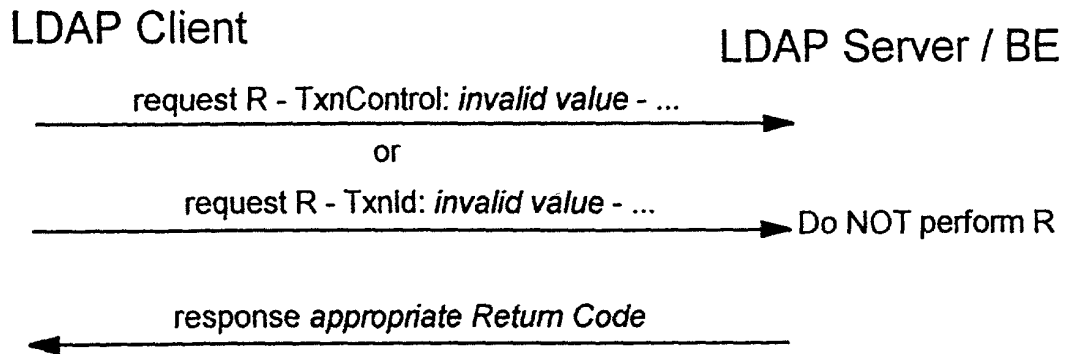 LDAP Client
LDAP Server / BE
request R - TxnControl: invalid value - ...
or
request R - TxnId: invalid value - ...
Do NOT perform R
response appropriate Return Code